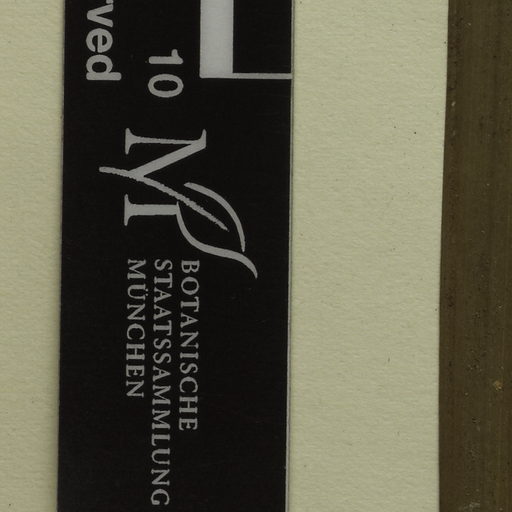 rved
10
M
BOTANISCHE
STAATSSAMMLUNG
MÜNCHEN